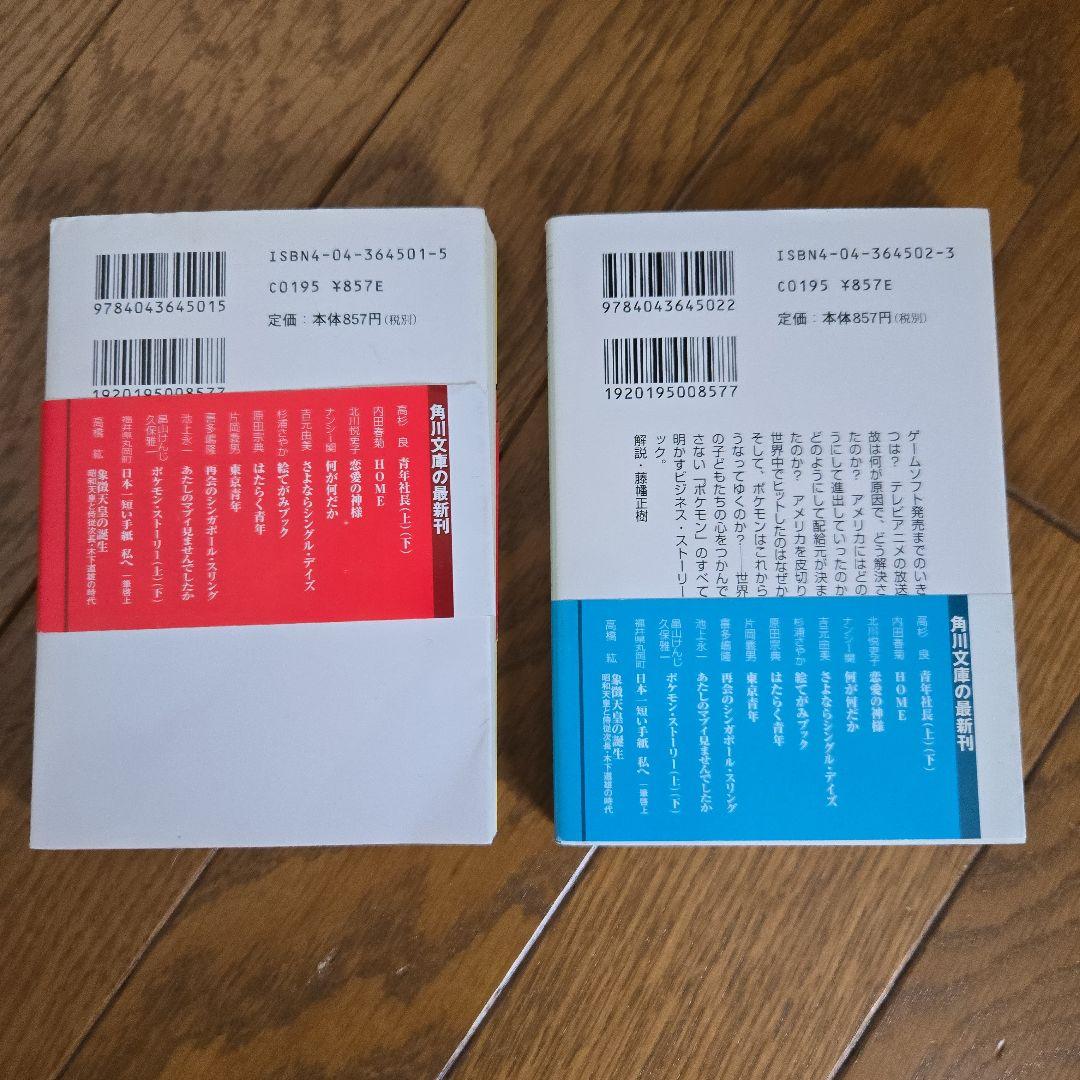 ISBN4-04-364501-5
C0195 ¥857E
定価：本体857円（税別）
9784043645015
1920195008577
角川文庫の最新刊
高杉 良 青年社長（上）（下）
内田春菊 HOME
北川悦吏子 恋愛の神様
ナンシー関 何が何だか
吉元由美 さよならシングル・デイズ
杉浦さやか 絵てがみブック
原田宗典 はたらく青年
片岡義男 東京青年
喜多嶋隆 再会のシンガポール・スリング
池上永一 あたしのマブイ見ませんでしたか
畠山けんじ
久保雅一 ポケモン・ストーリー（上）（下）
福井県丸岡町 日本一短い手紙 私へ 一筆啓上
高橋 紘 象徴天皇の誕生
昭和天皇と侍従次長・木下道雄の時代
ISBN4-04-364502-3
C0195 ¥857E
定価：本体857円（税別）
9784043645022
1920195008577
ゲームソフト発売までのいき
つは？ テレビアニメの放送
故は何が原因で、どう解決さ
たのか？ アメリカにはどの
うにして進出していったのか
どのようにして配給元が決ま
たのか？ アメリカを皮切り
世界中でヒットしたのはなぜか
そして、ポケモンはこれから
うなってゆくのか？──世界
の子どもたちの心をつかんで
さない「ポケモン」のすべて
明かすビジネス・ストーリー
ック。
解説・藤幡正樹
角川文庫の最新刊
高杉 良 青年社長（上）（下）
内田春菊 HOME
北川悦吏子 恋愛の神様
ナンシー関 何が何だか
吉元由美 さよならシングル・デイズ
杉浦さやか 絵てがみブック
原田宗典 はたらく青年
片岡義男 東京青年
喜多嶋隆 再会のシンガポール・スリング
池上永一 あたしのマブイ見ませんでしたか
畠山けんじ
久保雅一 ポケモン・ストーリー（上）（下）
福井県丸岡町 日本一短い手紙 私へ 一筆啓上
高橋 紘 象徴天皇の誕生
昭和天皇と侍従次長・木下道雄の時代